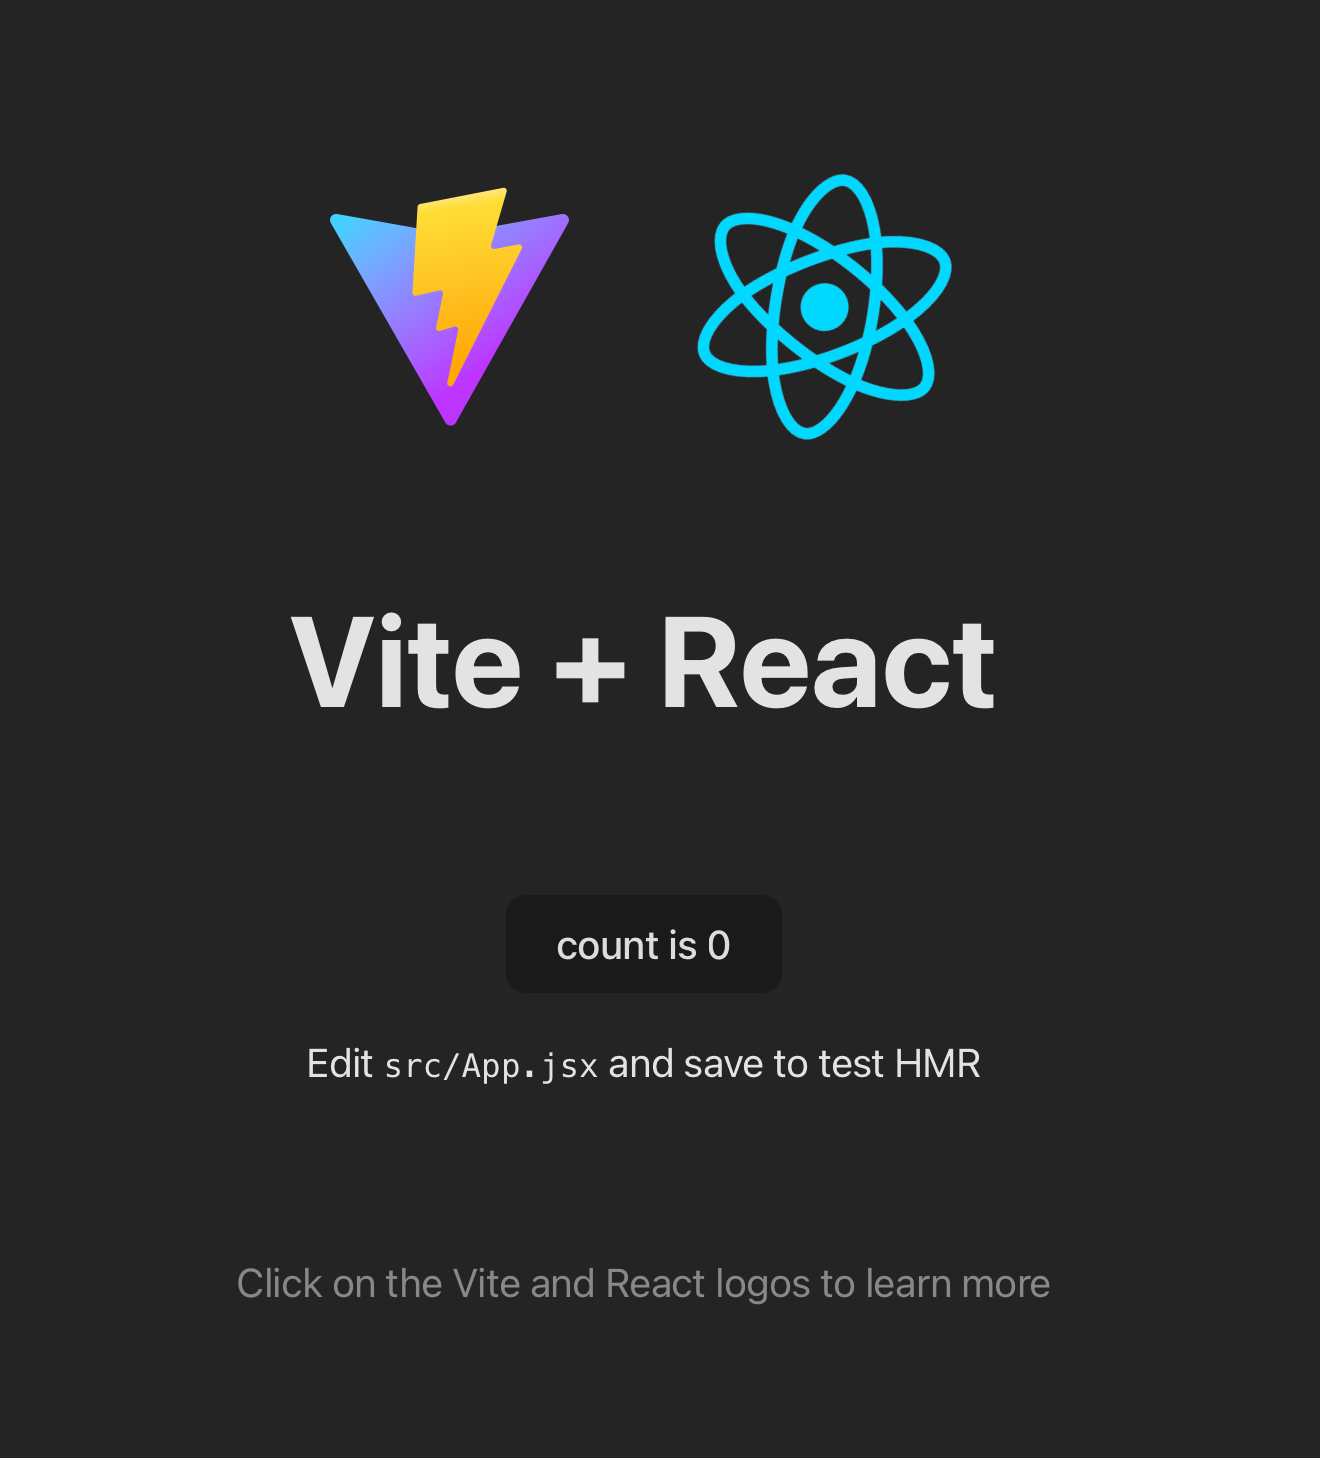 Vite + React
count is 0
Edit src/App.jsx and save to test HMR
Click on the Vite and React logos to learn more